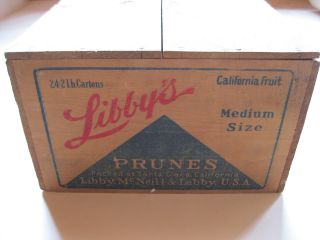 24-2 Lb. Cartons
California Fruit
Libby's
Medium
Size
PRUNES
Packed at Santa Clara, California
Libby, McNeill & Libby, U.S.A.